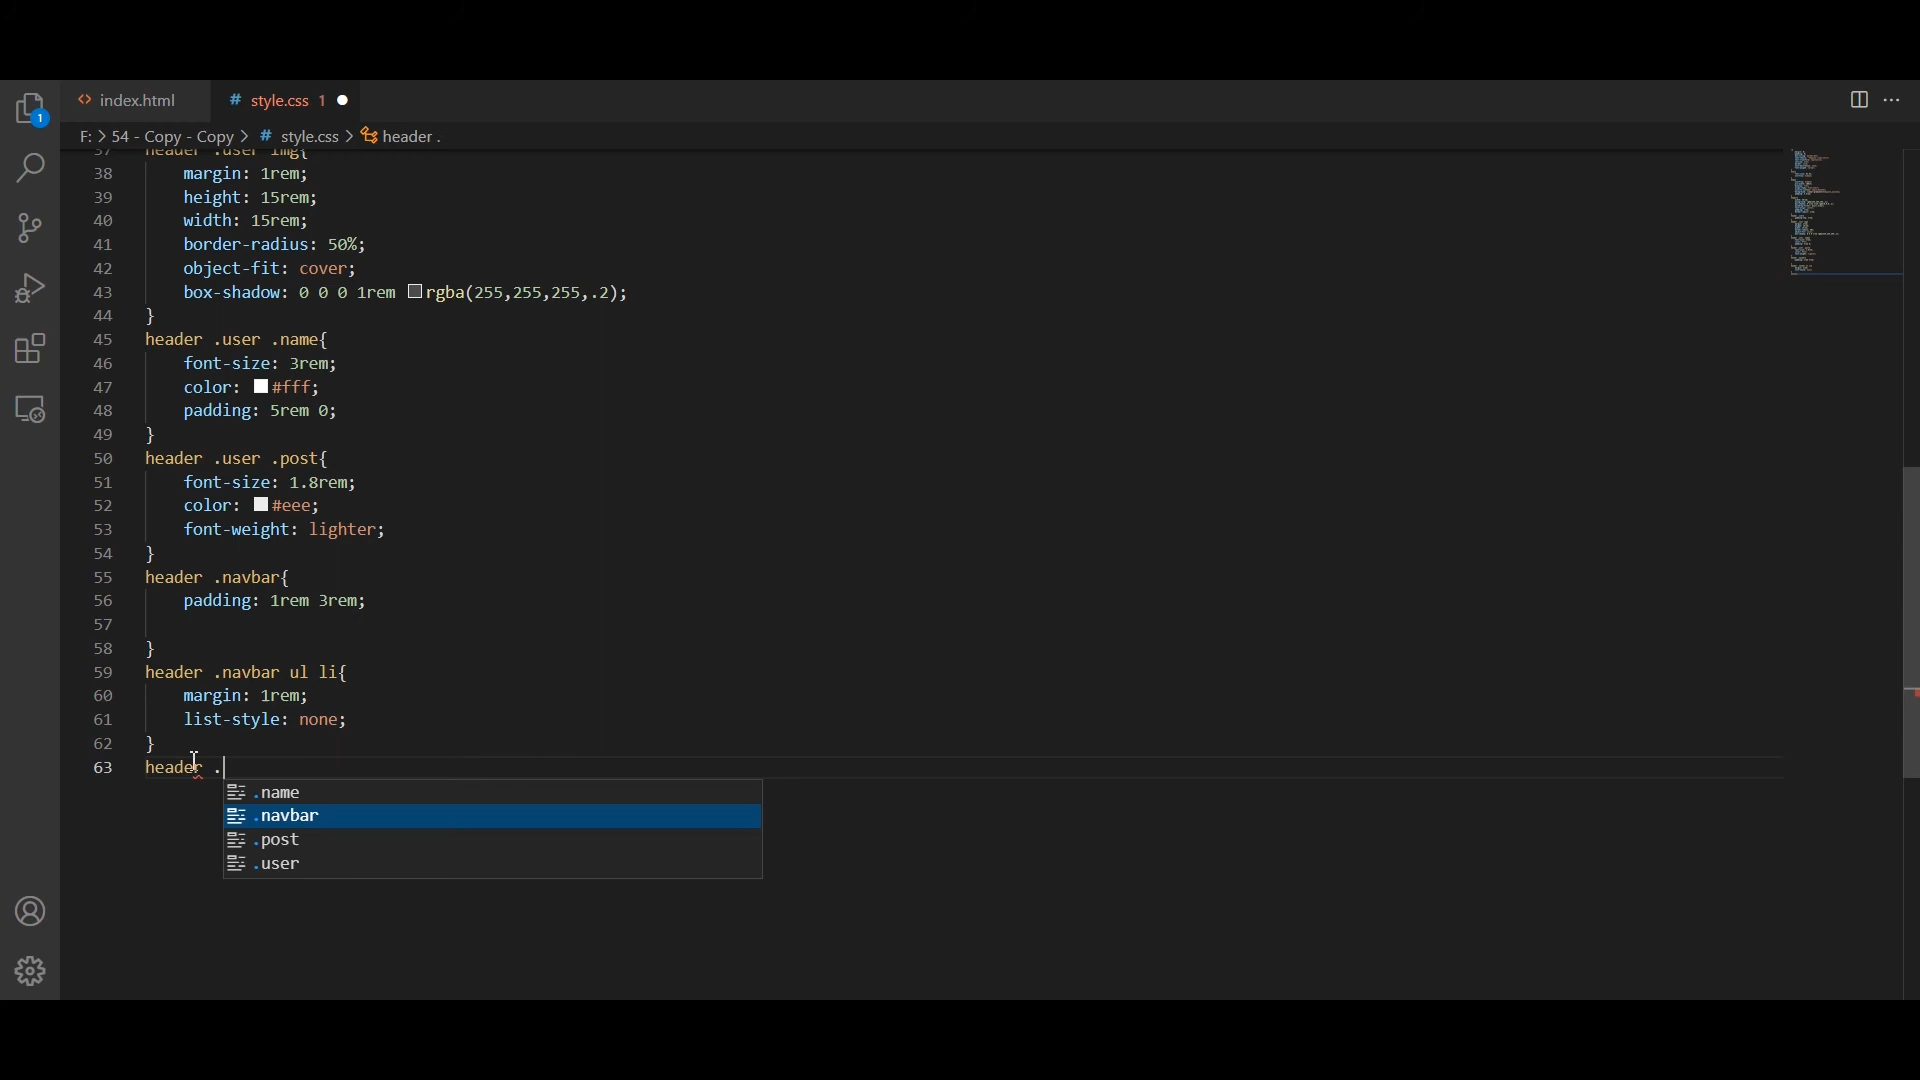 index.html
style.css 1
F: > 54 - Copy - Copy > # style.css > header .
37 header .user img{
38 margin: 1rem;
39 height: 15rem;
40 width: 15rem;
41 border-radius: 50%;
42 object-fit: cover;
43 box-shadow: 0 0 0 1rem rgba(255,255,255,.2);
44 }
45 header .user .name{
46 font-size: 3rem;
47 color: #fff;
48 padding: 5rem 0;
49 }
50 header .user .post{
51 font-size: 1.8rem;
52 color: #eee;
53 font-weight: lighter;
54 }
55 header .navbar{
56 padding: 1rem 3rem;
57
58 }
59 header .navbar ul li{
60 margin: 1rem;
61 list-style: none;
62 }
63 header .
.name
.navbar
.post
.user
1